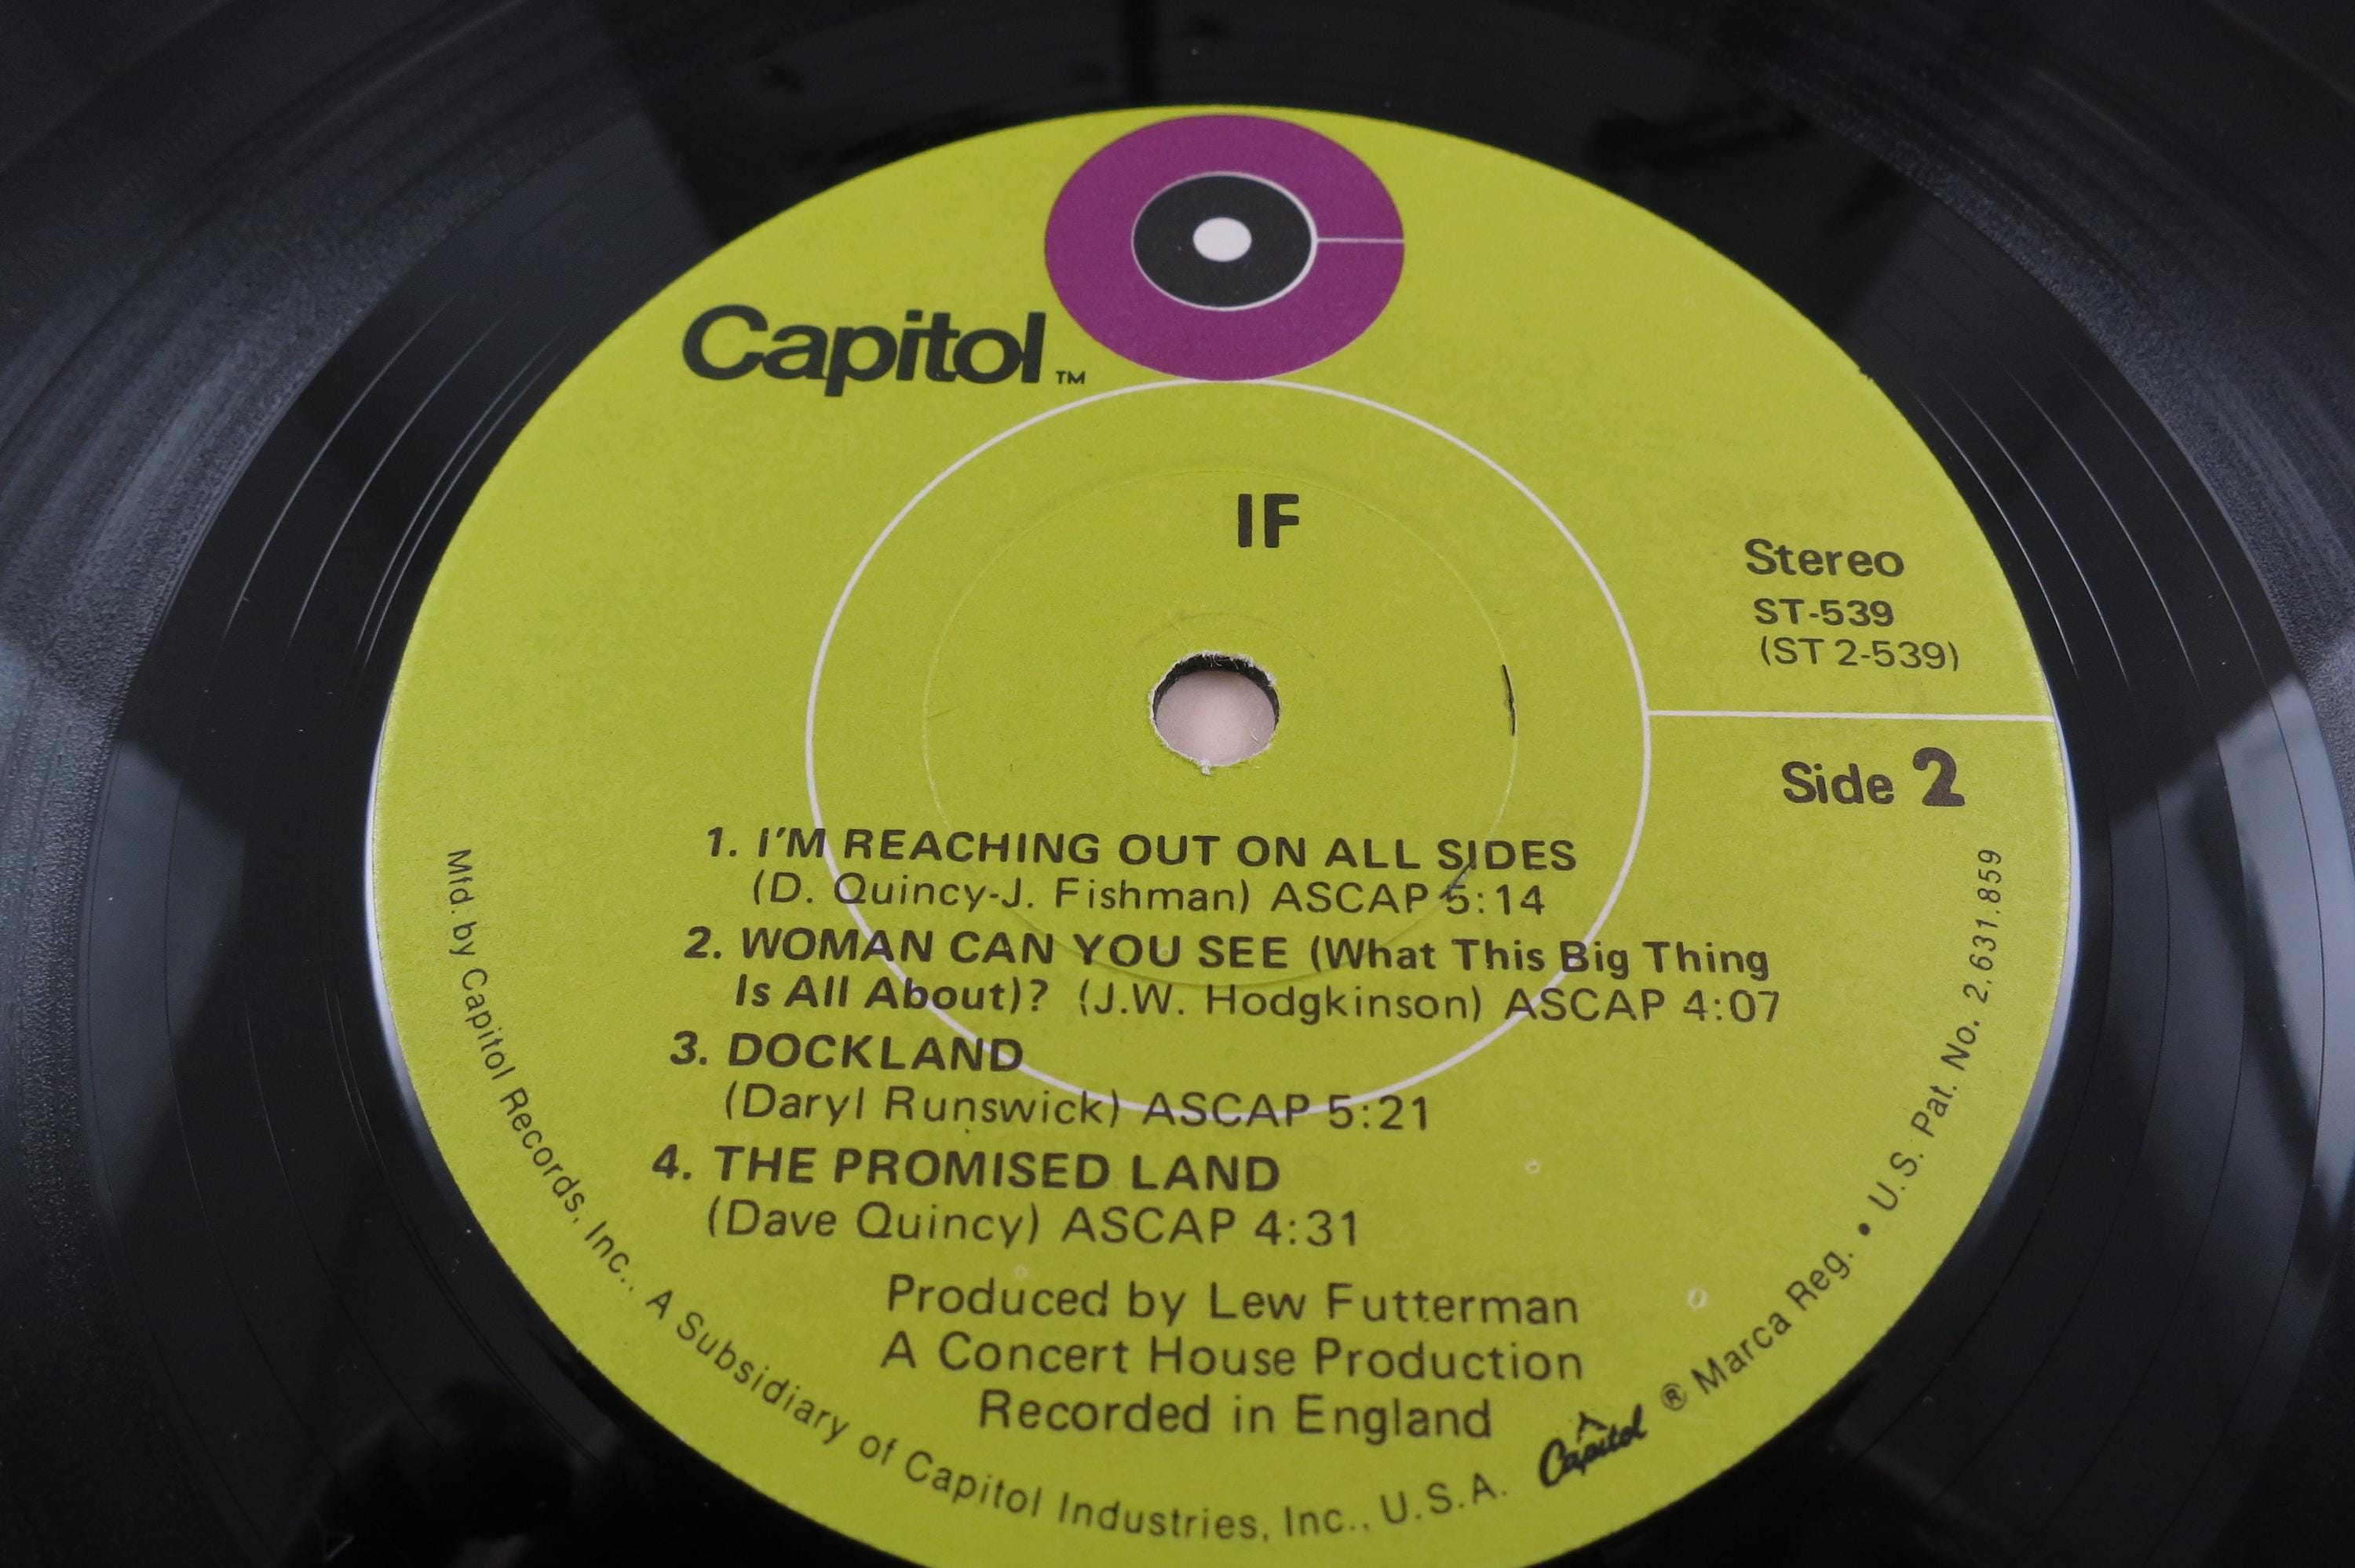 Capitol™
IF
Stereo
ST-539
(ST 2-539)
Side 2
1. I'M REACHING OUT ON ALL SIDES
(D. Quincy-J. Fishman) ASCAP 5:14
2. WOMAN CAN YOU SEE (What This Big Thing
Is All About)? (J.W. Hodgkinson) ASCAP 4:07
3. DOCKLAND
(Daryl Runswick) ASCAP 5:21
4. THE PROMISED LAND
(Dave Quincy) ASCAP 4:31
Produced by Lew Futterman
A Concert House Production
Recorded in England
Mfd. by Capitol Records, Inc., A Subsidiary of Capitol Industries, Inc., U.S.A. Capitol ® Marca Reg. • U.S. Pat. No. 2,631,859